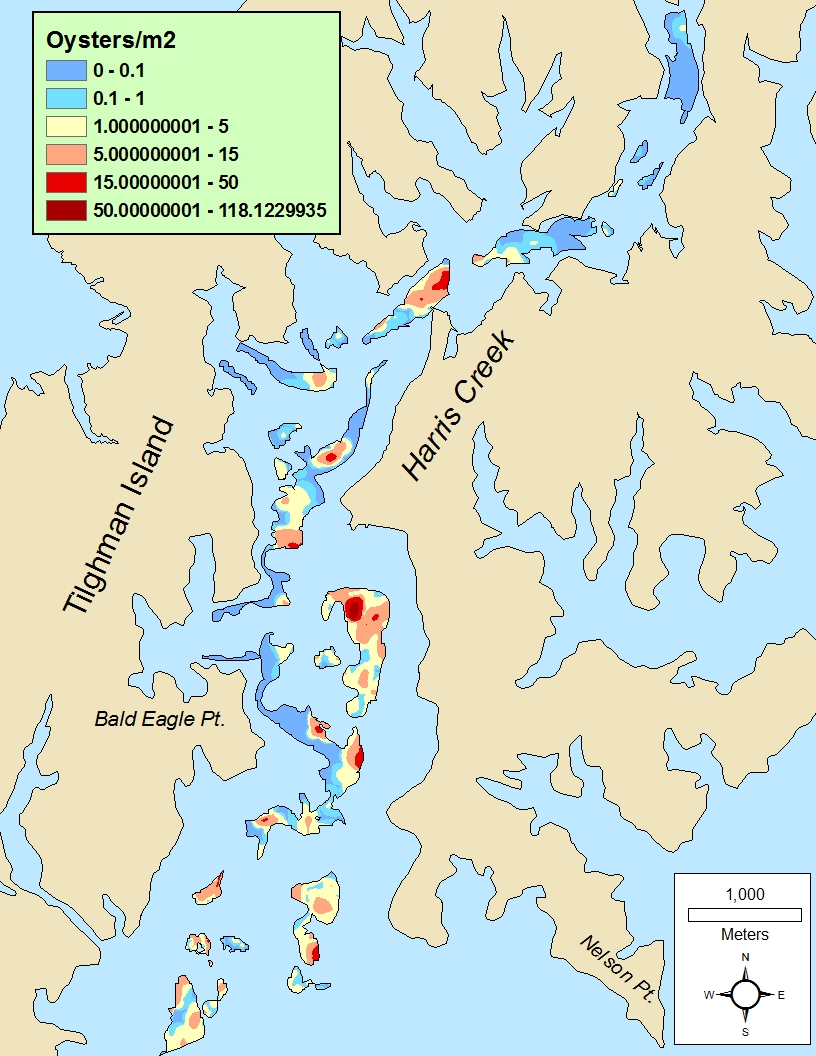 Oysters/m2
0 - 0.1
0.1 - 1
1.000000001 - 5
5.000000001 - 15
15.00000001 - 50
50.00000001 - 118.1229935
Harris Creek
Tilghman Island
Bald Eagle Pt.
Nelson Pt.
1,000
Meters
N
W
E
S